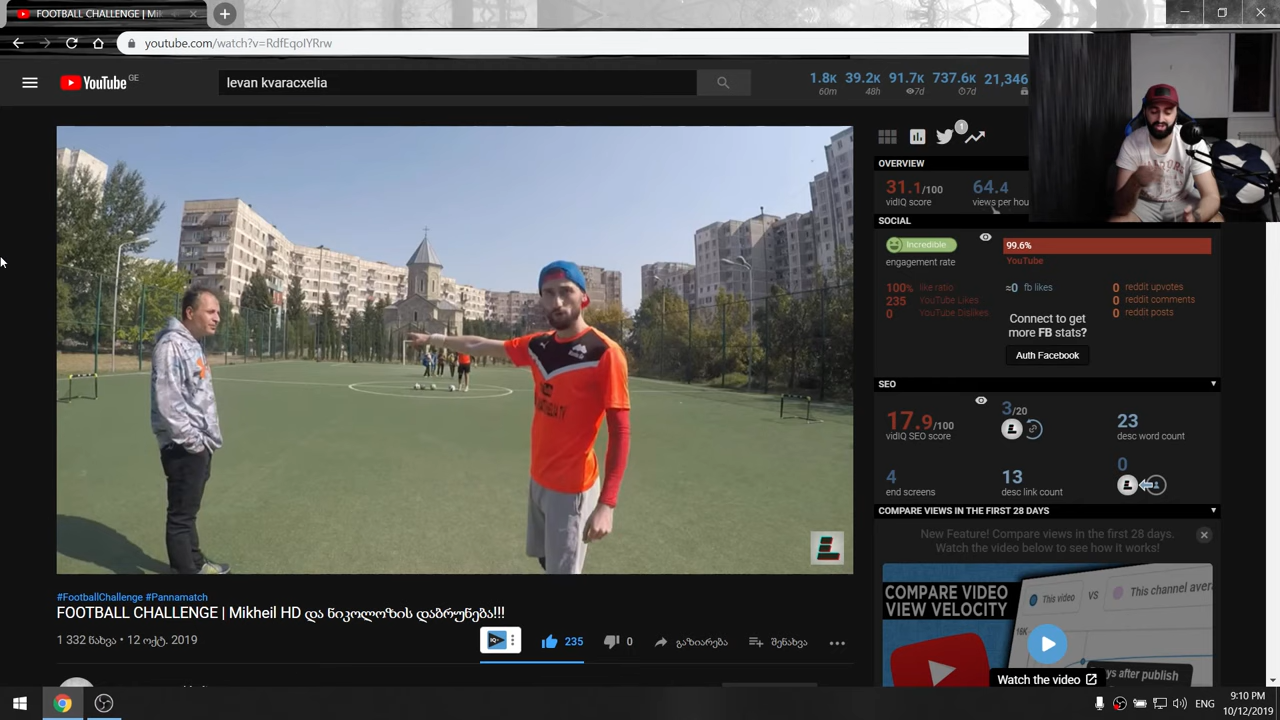 FOOTBALL CHALLENGE | Mi
youtube.com/watch?v=RdfEqoIYRrw
YouTube GE
levan kvaracxelia
1.8K 39.2K 91.7K 737.6K 21,346
60m 48h 7d 7d
1
OVERVIEW
31.1/100 64.4
vidIQ score views per hou
SOCIAL
Incredible 99.6%
engagement rate YouTube
100% like ratio ≈0 fb likes 0 reddit upvotes
235 YouTube Likes 0 reddit comments
0 YouTube Dislikes 0 reddit posts
Connect to get
more FB stats?
Auth Facebook
SEO
17.9/100 3/20 23
vidIQ SEO score desc word count
4 13 0
end screens desc link count
COMPARE VIEWS IN THE FIRST 28 DAYS
New Feature! Compare views in the first 28 days.
Watch the video below to see how it works!
COMPARE VIDEO
VIEW VELOCITY
This video VS This channel avera
16K
ays after publish
Watch the video
#FootballChallenge #Pannamatch
FOOTBALL CHALLENGE | Mikheil HD და ნიკოლოზის დაბრუნება!!!
1 332 ნახვა • 12 ოქტ. 2019
IQ 235 0 გაზიარება შენახვა
ENG 9:10 PM
10/12/2019